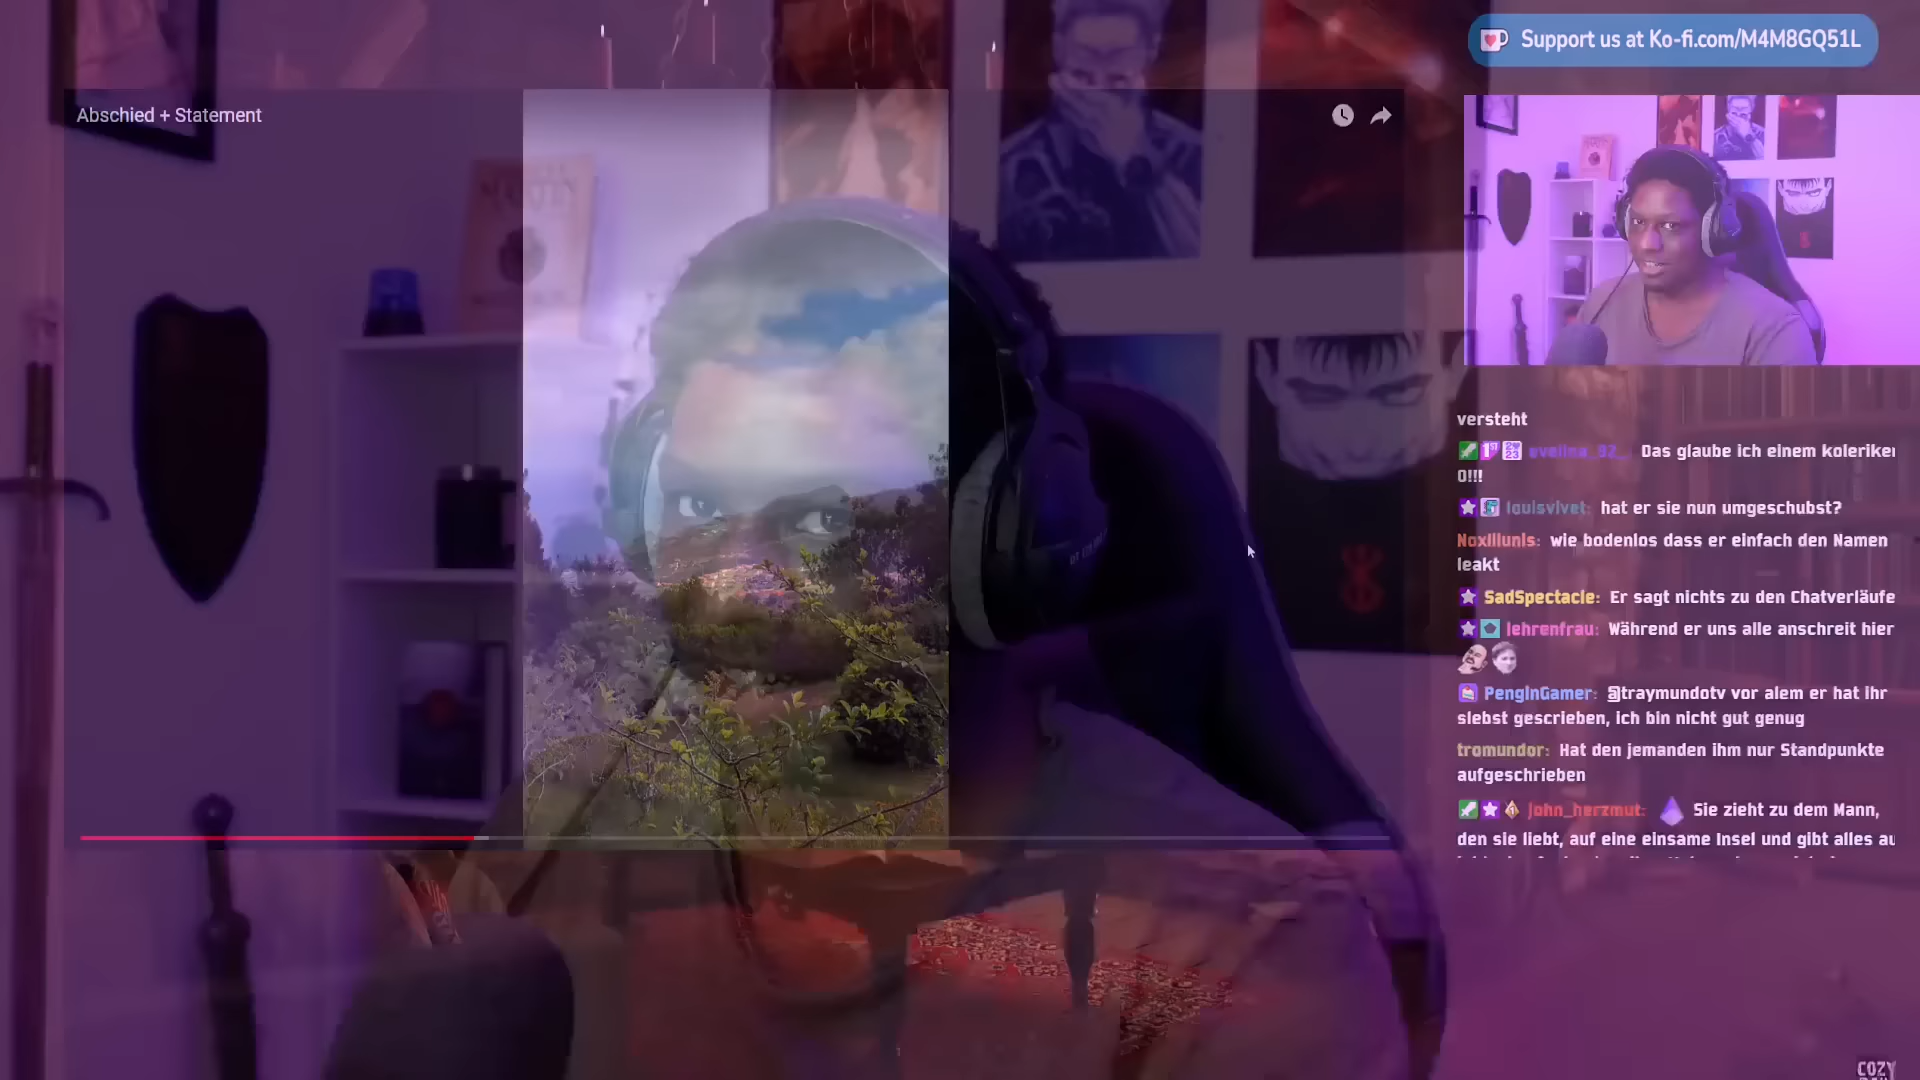 Support us at Ko-fi.com/M4M8GQ51L
Abschied + Statement
versteht
evelina_92_: Das glaube ich einem koleriker
0!!!
louisvivet: hat er sie nun umgeschubst?
Noxillunis: wie bodenlos dass er einfach den Namen
leakt
SadSpectacle: Er sagt nichts zu den Chatverläufe
lehrenfrau: Während er uns alle anschreit hier
PenginGamer: @traymundotv vor alem er hat ihr
slebst geschrieben, ich bin nicht gut genug
tromundor: Hat den jemanden ihm nur Standpunkte
aufgeschrieben
john_herzmut: Sie zieht zu dem Mann,
den sie liebt, auf eine einsame Insel und gibt alles au
COZY